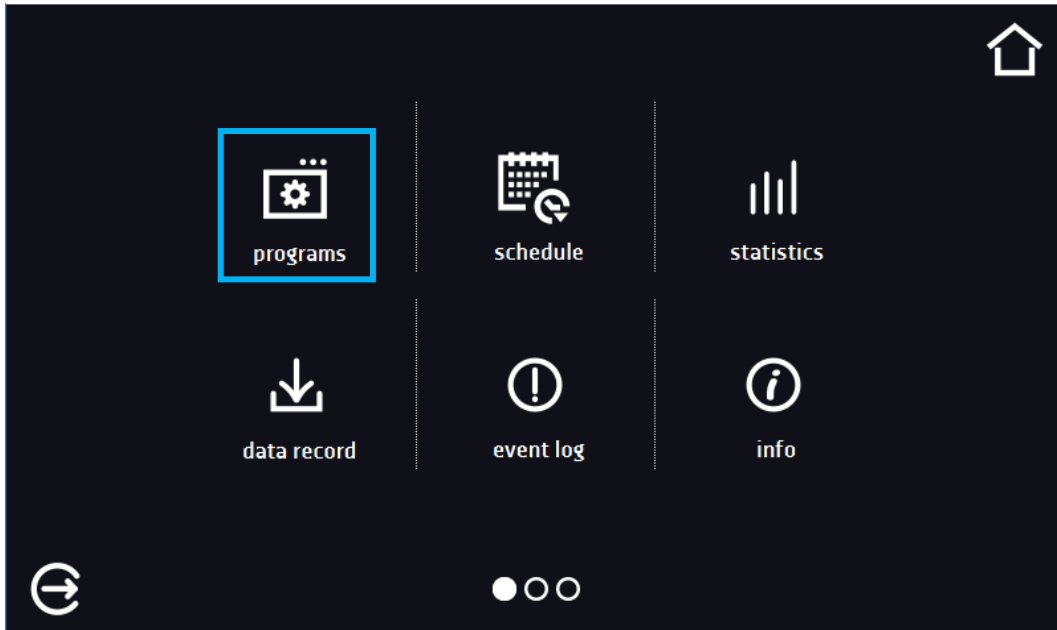 programs
schedule
statistics
data record
event log
info